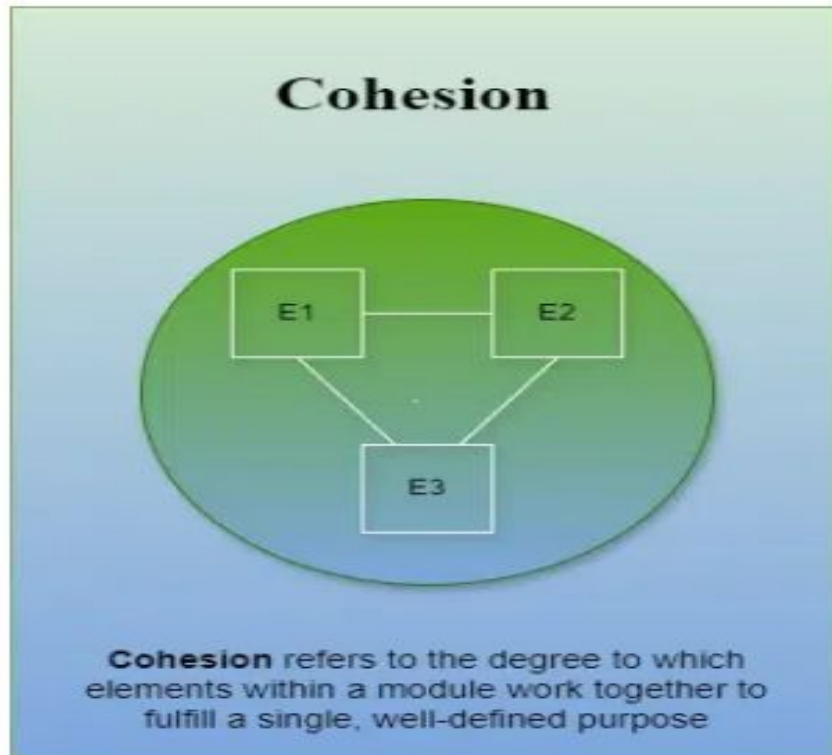 Cohesion
E1
E2
E3
Cohesion refers to the degree to which
elements within a module work together to
fulfill a single, well-defined purpose